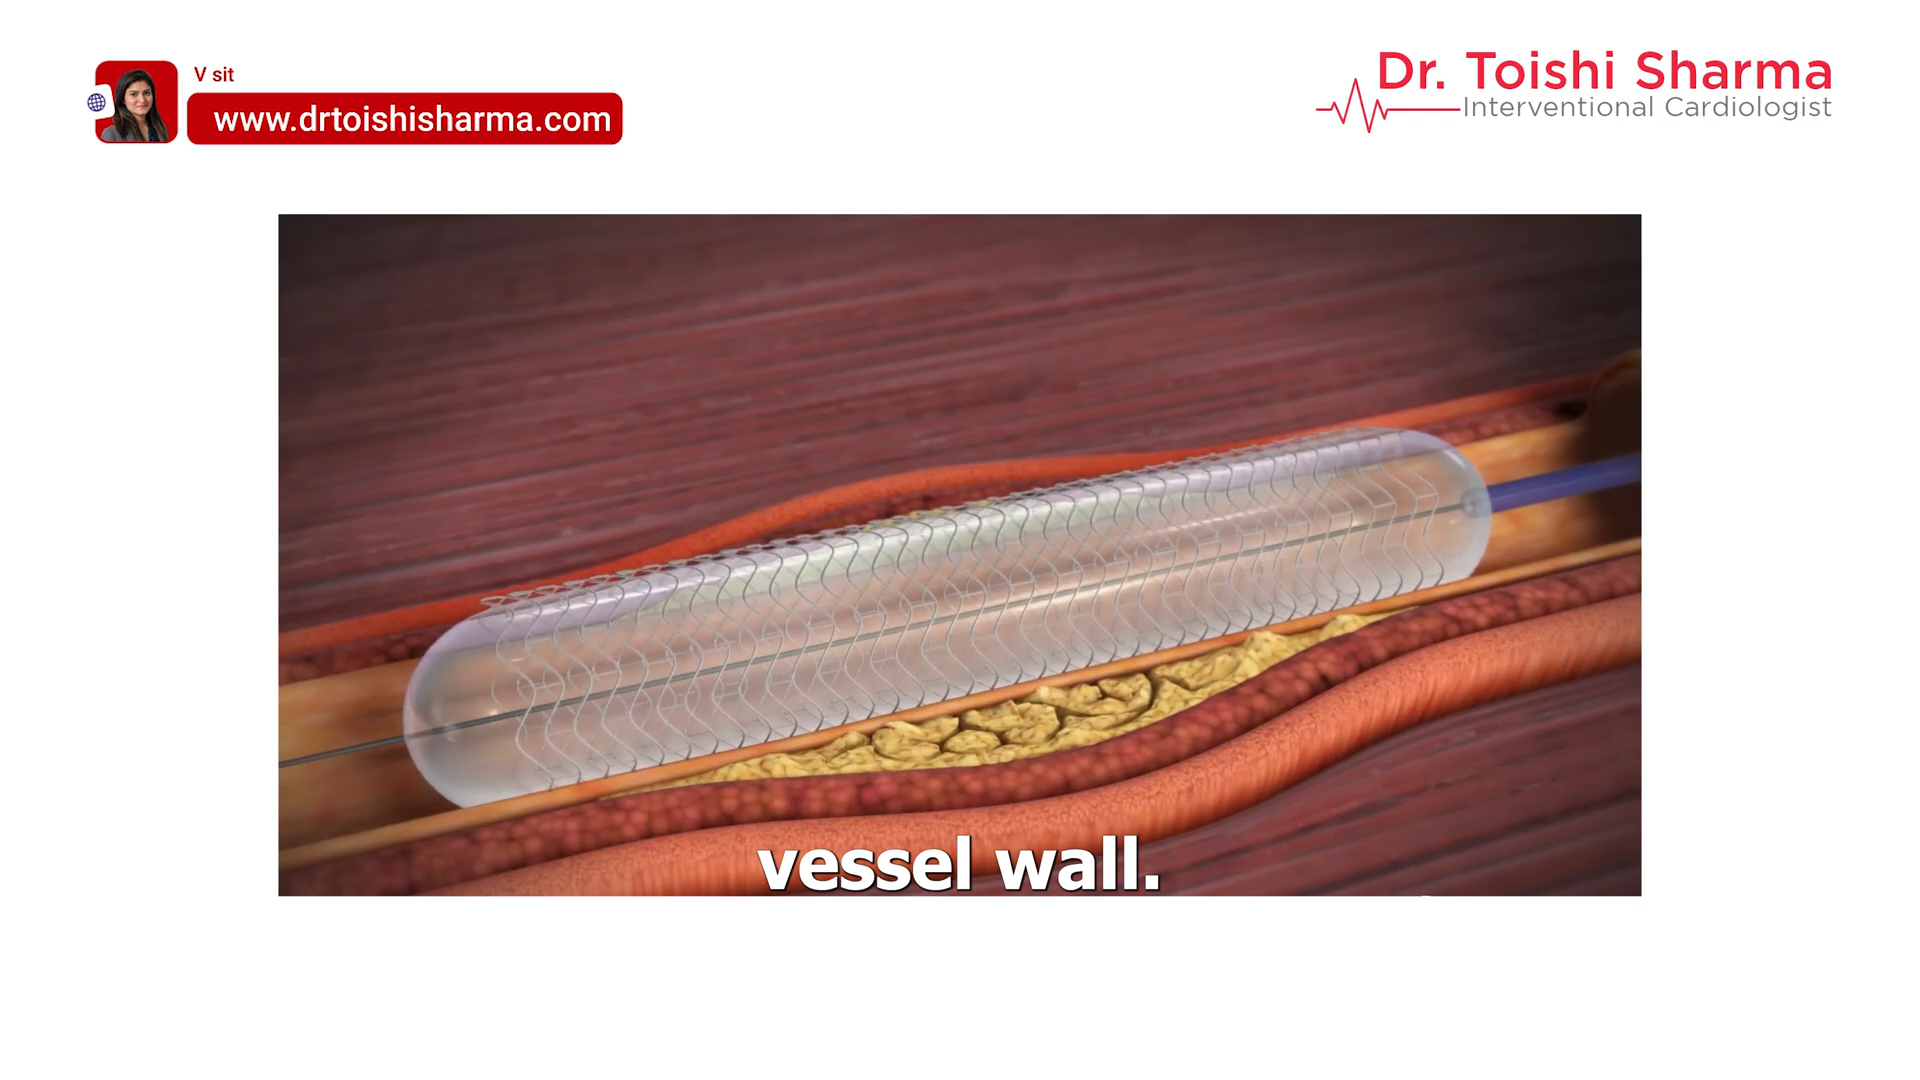 V sit
www.drtoishisharma.com
Dr. Toishi Sharma
Interventional Cardiologist
vessel wall.